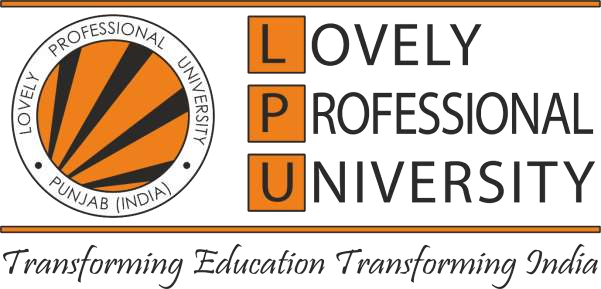 LOVELY PROFESSIONAL UNIVERSITY
PUNJAB (INDIA)
LOVELY
PROFESSIONAL
UNIVERSITY
Transforming Education Transforming India